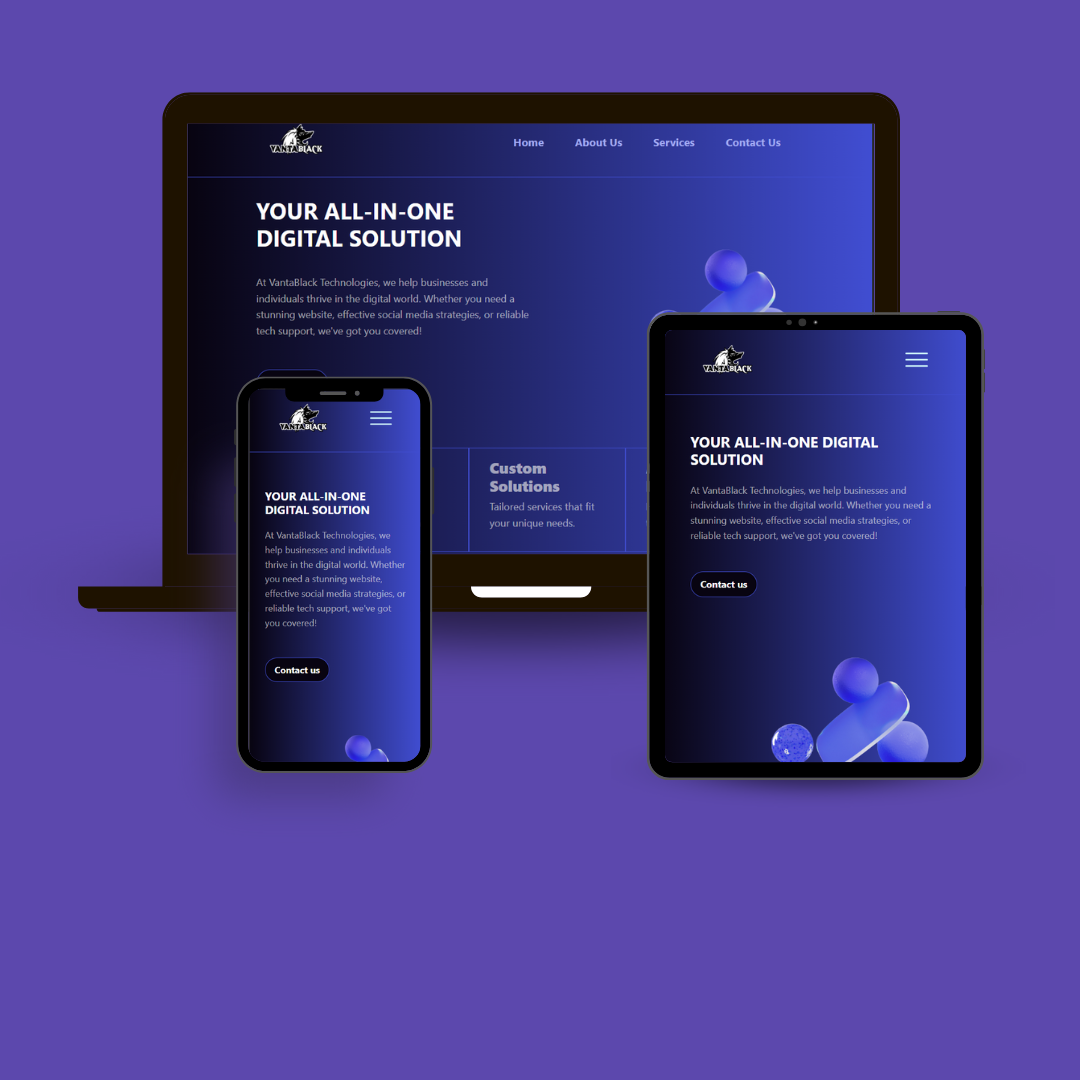 VANTABLACK
Home
About Us
Services
Contact Us
YOUR ALL-IN-ONE
DIGITAL SOLUTION
At VantaBlack Technologies, we help businesses and
individuals thrive in the digital world. Whether you need a
stunning website, effective social media strategies, or reliable
tech support, we've got you covered!
Custom
Solutions
Tailored services that fit
your unique needs.
VANTABLACK
YOUR ALL-IN-ONE
DIGITAL SOLUTION
At VantaBlack Technologies, we
help businesses and individuals
thrive in the digital world. Whether
you need a stunning website,
effective social media strategies, or
reliable tech support, we've got
you covered!
Contact us
VANTABLACK
YOUR ALL-IN-ONE DIGITAL
SOLUTION
At VantaBlack Technologies, we help businesses and
individuals thrive in the digital world. Whether you need a
stunning website, effective social media strategies, or
reliable tech support, we've got you covered!
Contact us